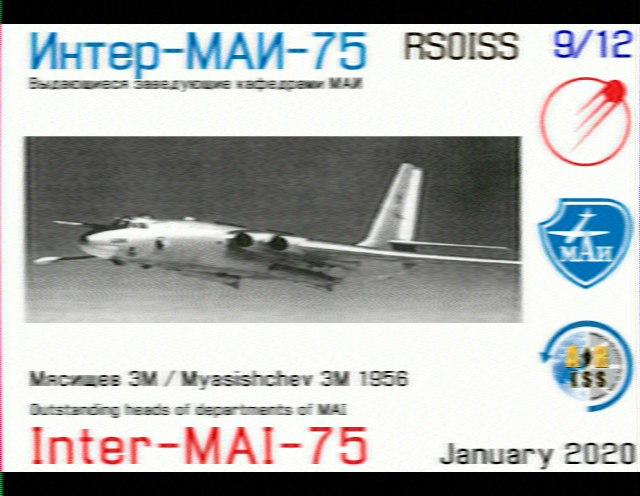 Интер-МАИ-75 RS0ISS 9/12
Выдающиеся заведующие кафедрами МАИ
МАИ
ISS
Мясищев 3М / Myasishchev 3M 1956
Outstanding heads of departments of MAI
Inter-MAI-75 January 2020